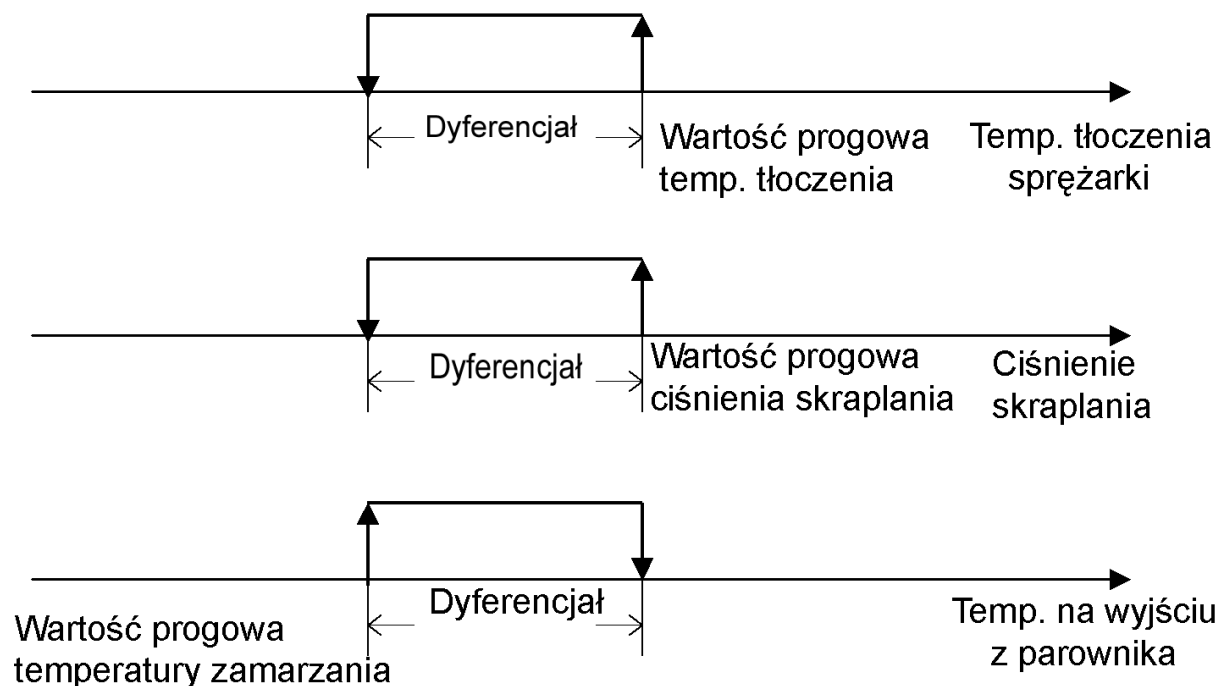 Dyferencjał
Wartość progowa
temp. tłoczenia
Temp. tłoczenia
sprężarki
Dyferencjał
Wartość progowa
ciśnienia skraplania
Ciśnienie
skraplania
Dyferencjał
Wartość progowa
temperatury zamarzania
Temp. na wyjściu
z parownika